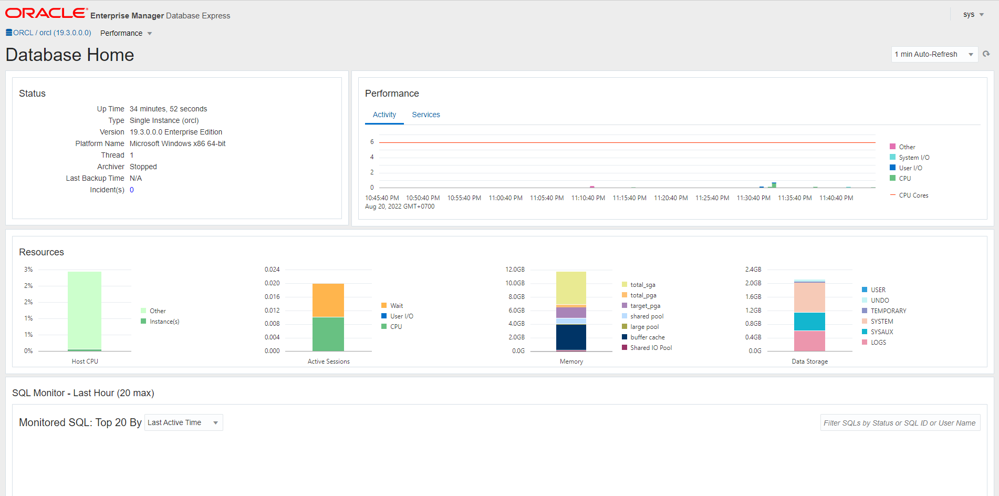 ORACLE Enterprise Manager Database Express
sys
ORCL / orcl (19.3.0.0.0) Performance
Database Home
1 min Auto-Refresh
Status
Up Time 34 minutes, 52 seconds
Type Single Instance (orcl)
Version 19.3.0.0.0 Enterprise Edition
Platform Name Microsoft Windows x86 64-bit
Thread 1
Archiver Stopped
Last Backup Time N/A
Incident(s) 0
Performance
Activity Services
6
4
2
0
10:45:40 PM 10:50:40 PM 10:55:40 PM 11:00:40 PM 11:05:40 PM 11:10:40 PM 11:15:40 PM 11:20:40 PM 11:25:40 PM 11:30:40 PM 11:35:40 PM 11:40:40 PM
Aug 20, 2022 GMT+0700
Other
System I/O
User I/O
CPU
CPU Cores
Resources
3%
2%
2%
1%
1%
0%
Host CPU
Other
Instance(s)
0.024
0.020
0.016
0.012
0.008
0.004
0.000
Active Sessions
Wait
User I/O
CPU
12.0GB
10.0GB
8.0GB
6.0GB
4.0GB
2.0GB
0.0G
Memory
total_sga
total_pga
target_pga
shared pool
large pool
buffer cache
Shared IO Pool
2.4GB
2.0GB
1.6GB
1.2GB
0.8GB
0.4GB
0.0G
Data Storage
USER
UNDO
TEMPORARY
SYSTEM
SYSAUX
LOGS
SQL Monitor - Last Hour (20 max)
Monitored SQL: Top 20 By Last Active Time
Filter SQLs by Status or SQL ID or User Name